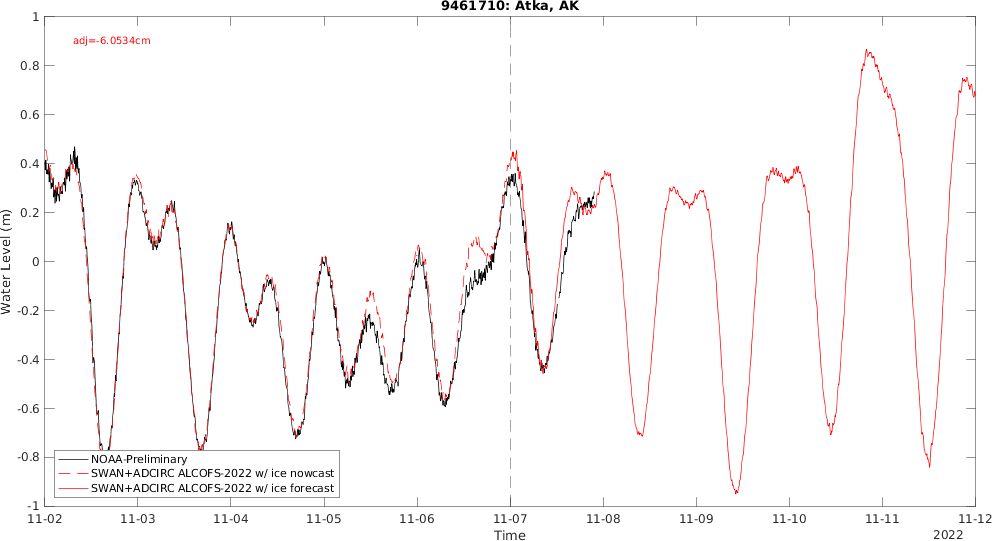 9461710: Atka, AK
adj=-6.0534cm
1
0.8
0.6
0.4
0.2
0
-0.2
-0.4
-0.6
-0.8
-1
Water Level (m)
NOAA-Preliminary
SWAN+ADCIRC ALCOFS-2022 w/ ice nowcast
SWAN+ADCIRC ALCOFS-2022 w/ ice forecast
11-02 11-03 11-04 11-05 11-06 11-07 11-08 11-09 11-10 11-11 11-12
Time
2022